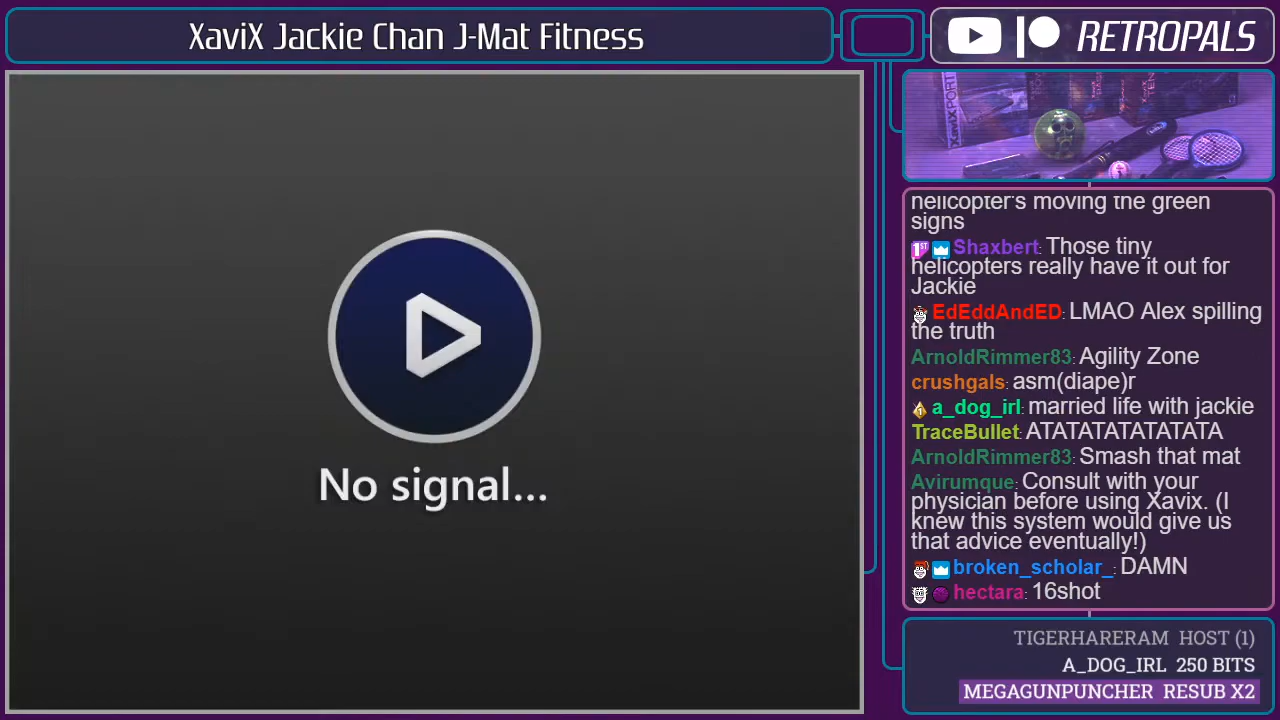 XaviX Jackie Chan J-Mat Fitness
RETROPALS
No signal...
helicopter's moving the green
signs
Shaxbert: Those tiny
helicopters really have it out for
Jackie
EdEddAndED: LMAO Alex spilling
the truth
ArnoldRimmer83: Agility Zone
crushgals: asm(diape)r
a_dog_irl: married life with jackie
TraceBullet: ATATATATATATATA
ArnoldRimmer83: Smash that mat
Avirumque: Consult with your
physician before using Xavix. (I
knew this system would give us
that advice eventually!)
broken_scholar_: DAMN
hectara: 16shot
TIGERHARERAM HOST (1)
A_DOG_IRL 250 BITS
MEGAGUNPUNCHER RESUB X2